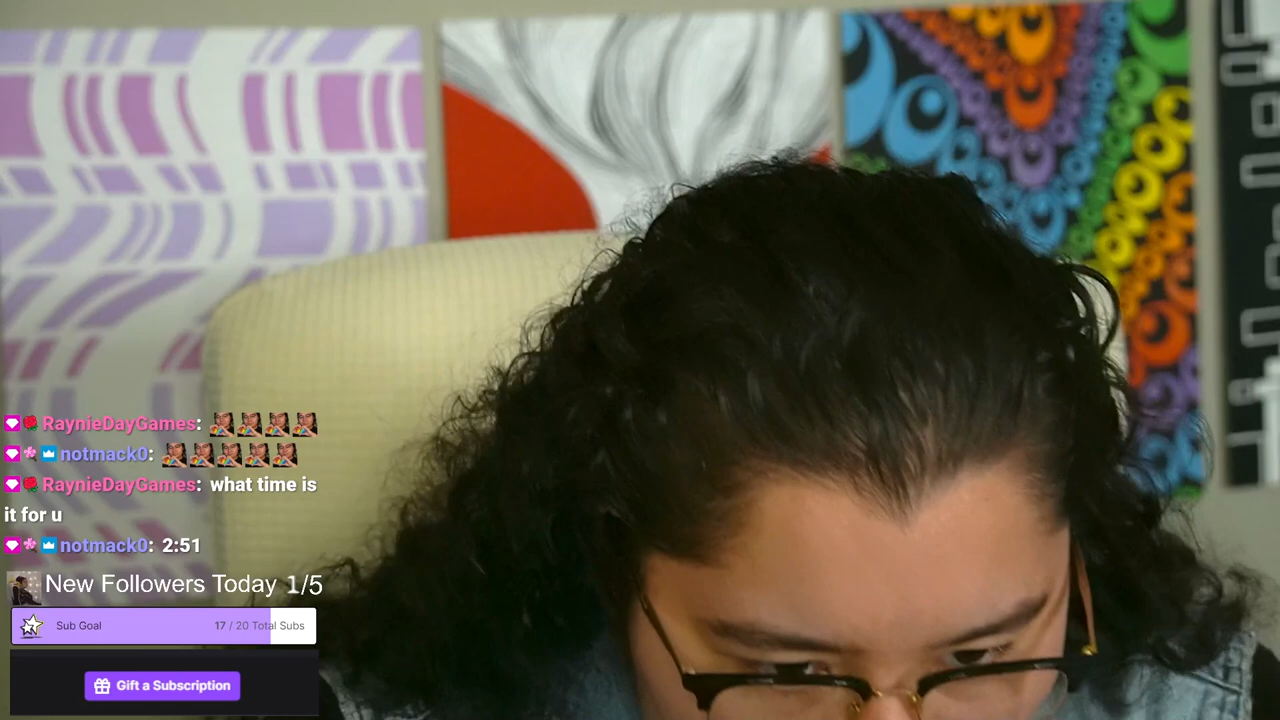 RaynieDayGames:
notmack0:
RaynieDayGames: what time is
it for u
notmack0: 2:51
New Followers Today 1/5
Sub Goal 17 / 20 Total Subs
Gift a Subscription